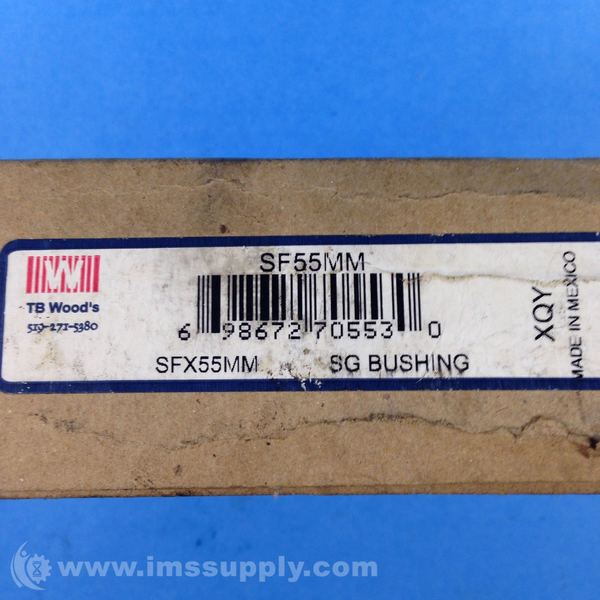 SF55MM
TB Wood's
519-271-5380
6 98672 70553 0
SFX55MM SG BUSHING
XQY
MADE IN MEXICO
www.imssupply.com